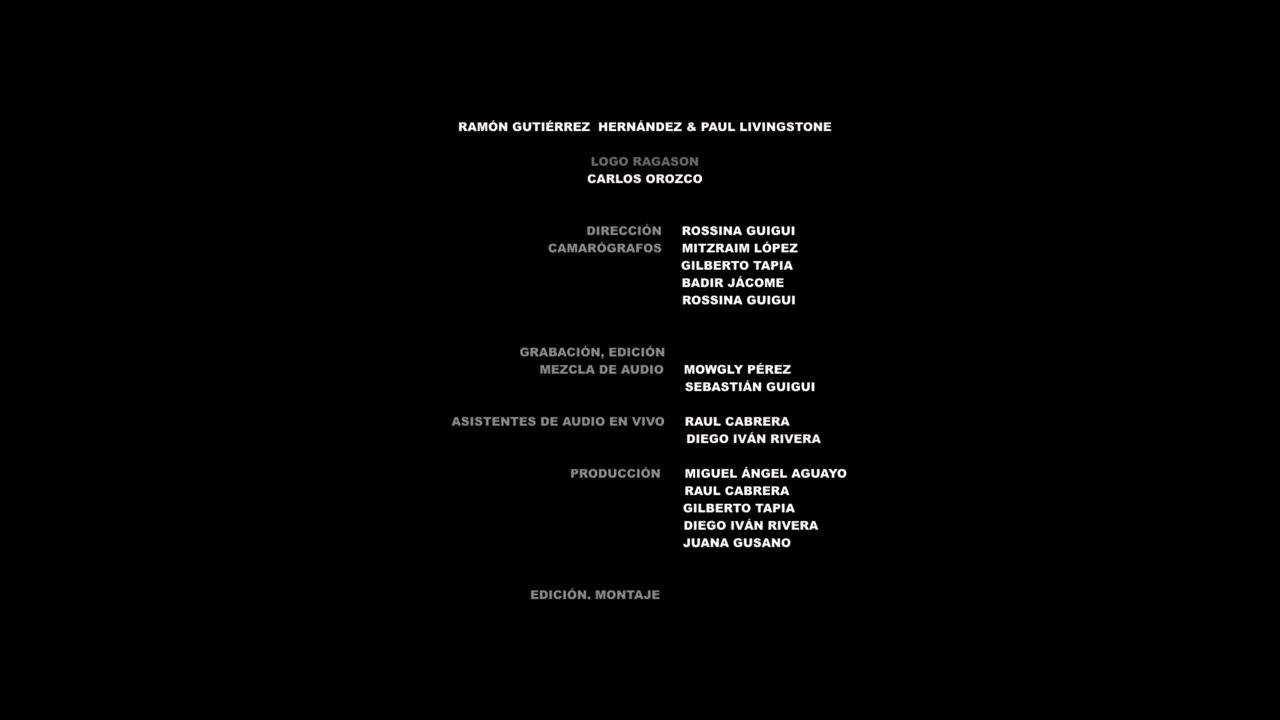 RAMÓN GUTIÉRREZ HERNÁNDEZ & PAUL LIVINGSTONE
LOGO RAGASON
CARLOS OROZCO
DIRECCIÓN ROSSINA GUIGUI
CAMARÓGRAFOS MITZRAIM LÓPEZ
GILBERTO TAPIA
BADIR JÁCOME
ROSSINA GUIGUI
GRABACIÓN, EDICIÓN
MEZCLA DE AUDIO MOWGLY PÉREZ
SEBASTIÁN GUIGUI
ASISTENTES DE AUDIO EN VIVO RAUL CABRERA
DIEGO IVÁN RIVERA
PRODUCCIÓN MIGUEL ÁNGEL AGUAYO
RAUL CABRERA
GILBERTO TAPIA
DIEGO IVÁN RIVERA
JUANA GUSANO
EDICIÓN. MONTAJE